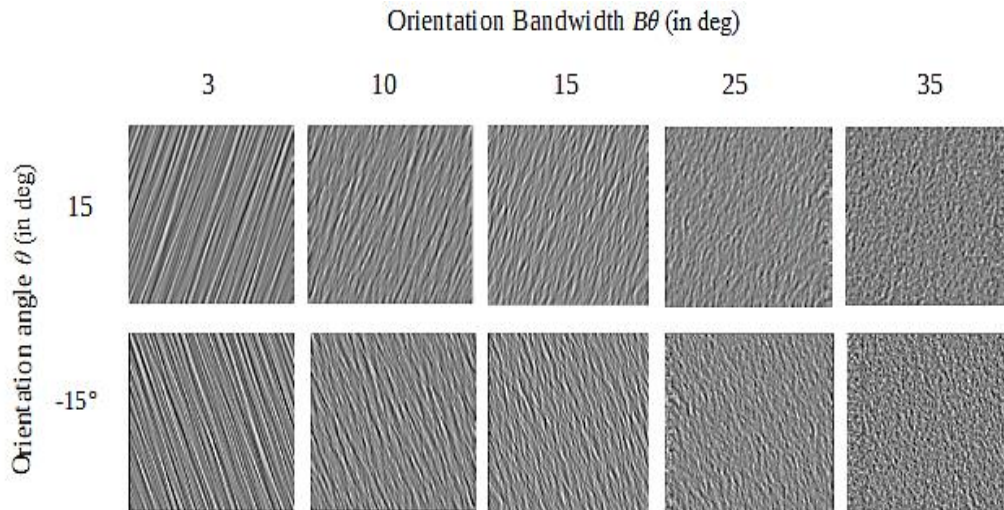 Orientation Bandwidth Bθ (in deg)
3 10 15 25 35
Orientation angle θ (in deg)
15
-15°